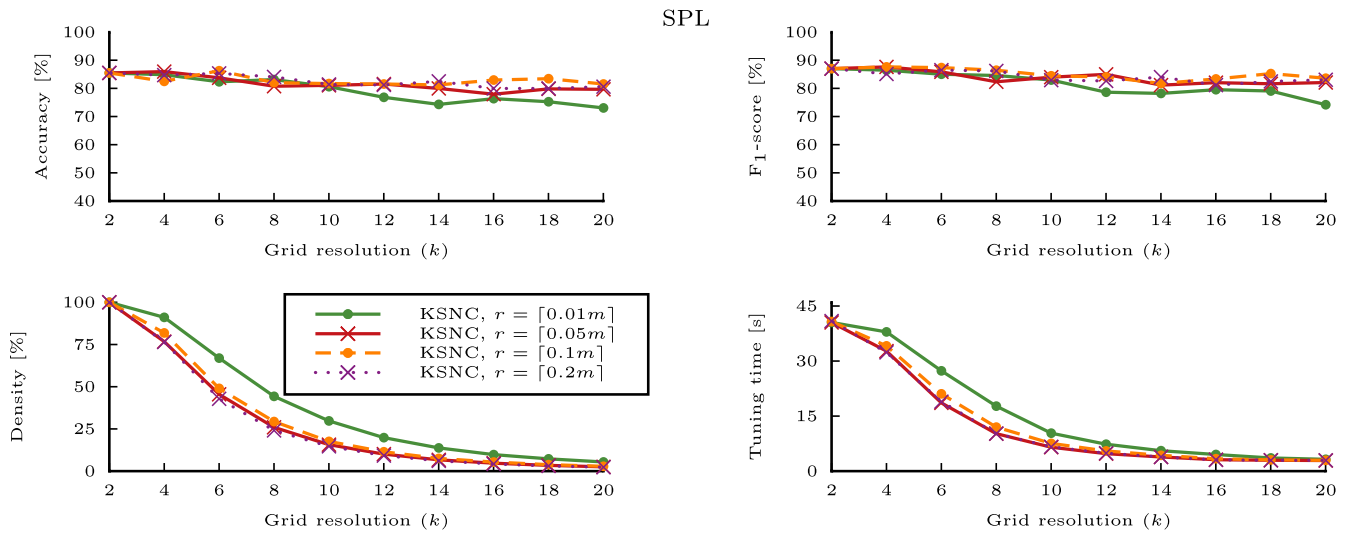 SPL
Accuracy [%]
100
90
80
70
60
50
40
2 4 6 8 10 12 14 16 18 20
Grid resolution (k)
F1-score [%]
100
90
80
70
60
50
40
2 4 6 8 10 12 14 16 18 20
Grid resolution (k)
Density [%]
100
75
50
25
0
2 4 6 8 10 12 14 16 18 20
Grid resolution (k)
KSNC, r = ⌈0.01m⌉
KSNC, r = ⌈0.05m⌉
KSNC, r = ⌈0.1m⌉
KSNC, r = ⌈0.2m⌉
Tuning time [s]
45
30
15
0
2 4 6 8 10 12 14 16 18 20
Grid resolution (k)